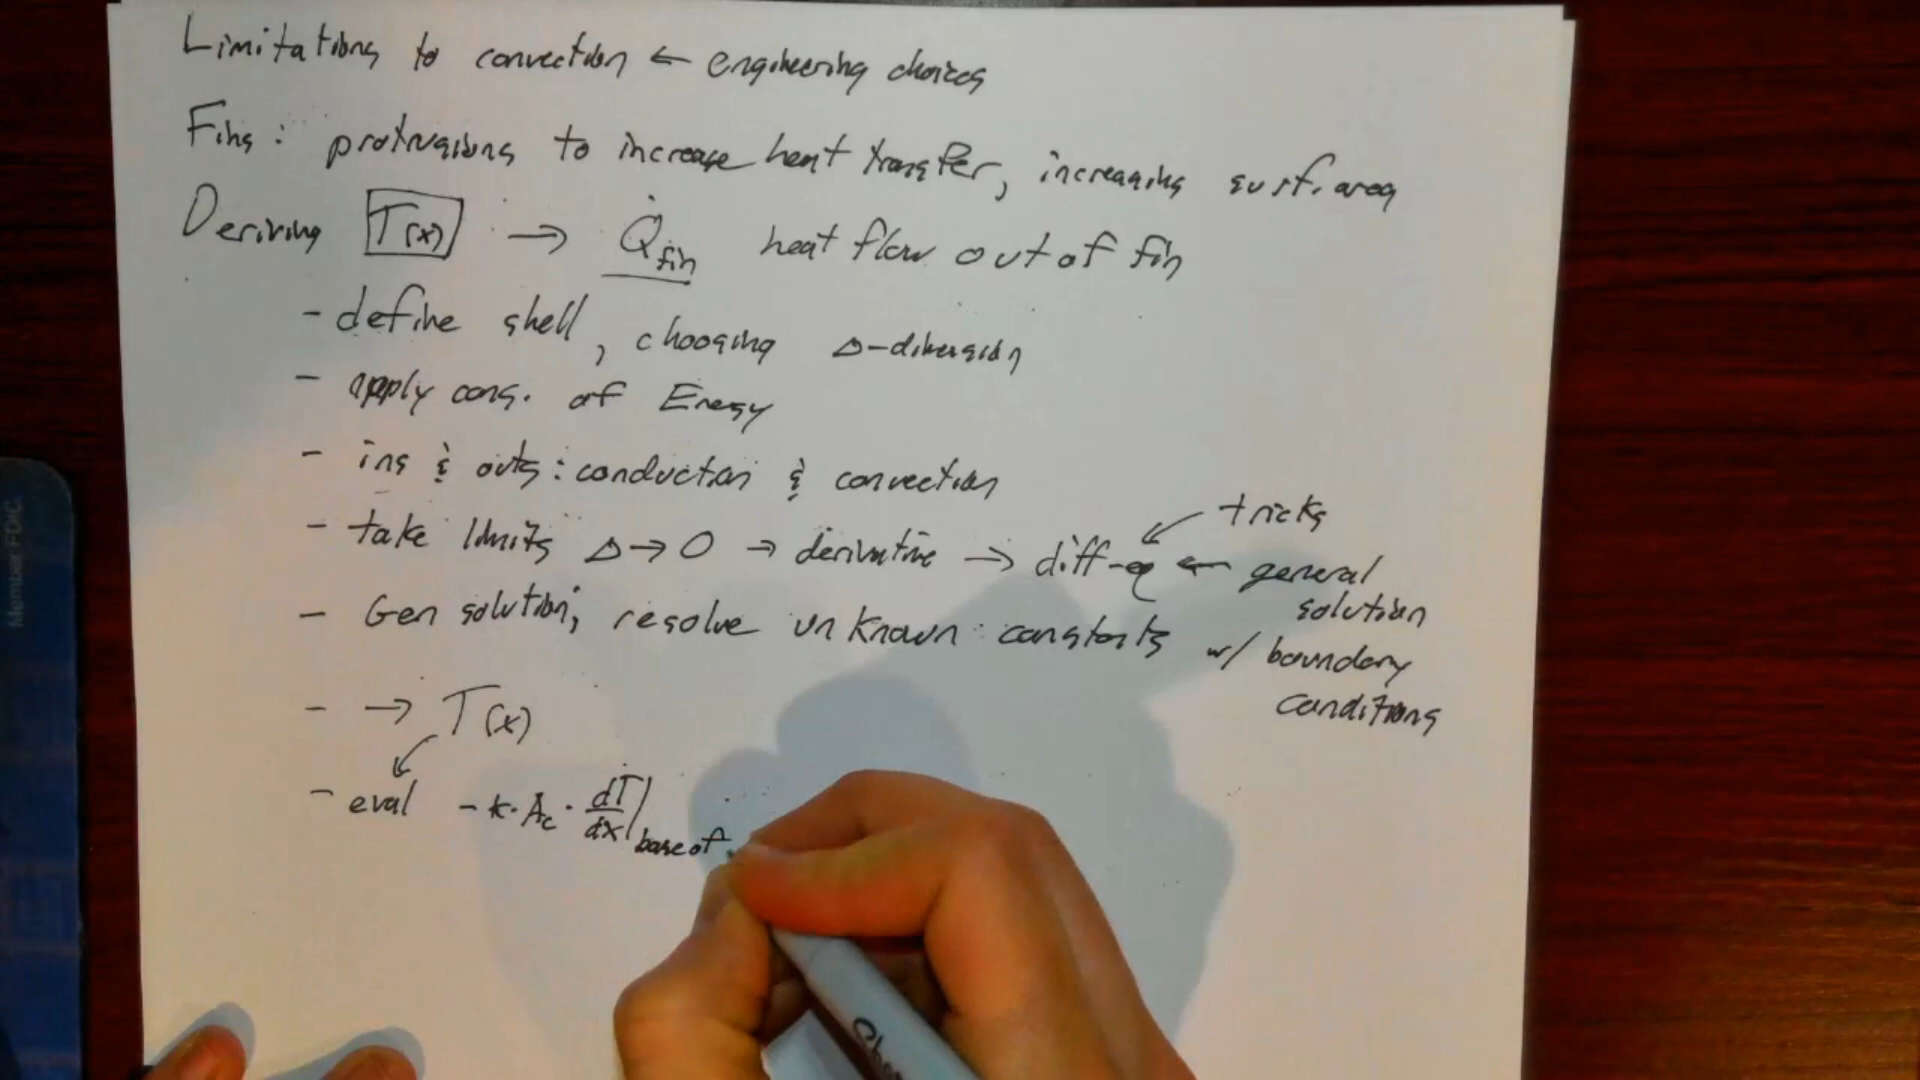 Limitations to convection ← engineering choices
Fins: protrusions to increase heat transfer, increasing surf. area
Deriving T(x) → Q̇fin heat flow out of fin
- define shell, choosing Δ-dimension
- apply cons. of Energy
- ins & outs: conduction & convection
- take limits Δ→0 → derivative → diff-eq ← general solution
tricks
- Gen solution; resolve unknown constants w/ boundary conditions
- → T(x)
- eval -k·Ac·dT/dx|base of
Member FDIC